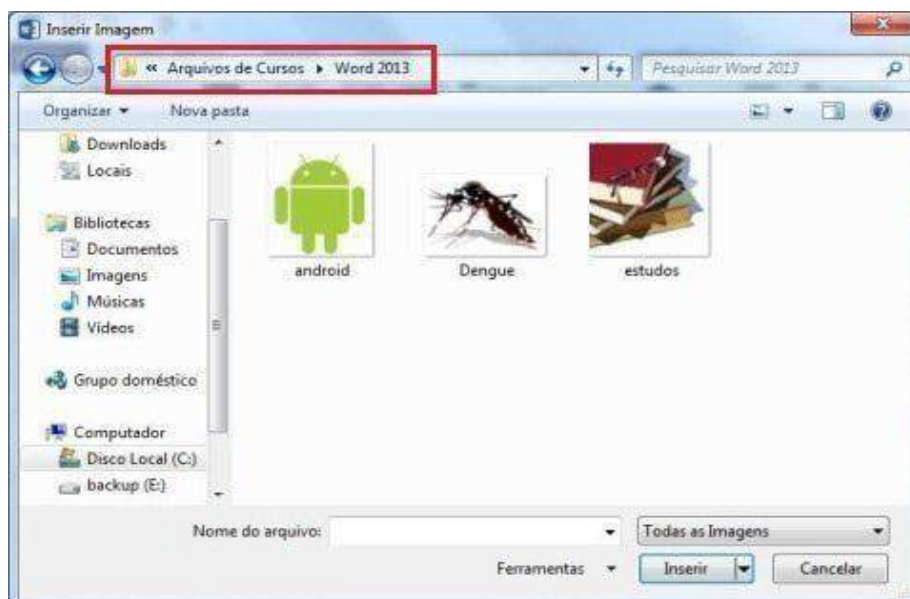 Inserir Imagem
« Arquivos de Cursos ▸ Word 2013
Pesquisar Word 2013
Organizar
Nova pasta
Downloads
Locais
Bibliotecas
Documentos
Imagens
Músicas
Vídeos
Grupo doméstico
Computador
Disco Local (C:)
backup (E:)
android
Dengue
estudos
Nome do arquivo:
Todas as Imagens
Ferramentas
Inserir
Cancelar